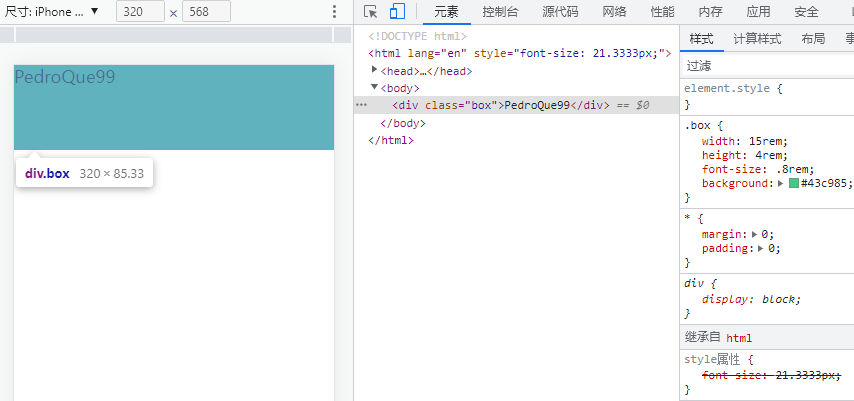 尺寸: iPhone ... ▼ 320 × 568 ⋮
元素 控制台 源代码 网络 性能 内存 应用 安全 L
PedroQue99
div.box 320 × 85.33
<!DOCTYPE html>
<html lang="en" style="font-size: 21.3333px;">
<head>…</head>
<body>
<div class="box">PedroQue99</div> == $0
</body>
</html>
样式 计算样式 布局
过滤
element.style {
}
.box {
width: 15rem;
height: 4rem;
font-size: .8rem;
background: #43c985;
}
* {
margin: 0;
padding: 0;
}
div {
display: block;
}
继承自 html
style属性 {
font-size: 21.3333px;
}